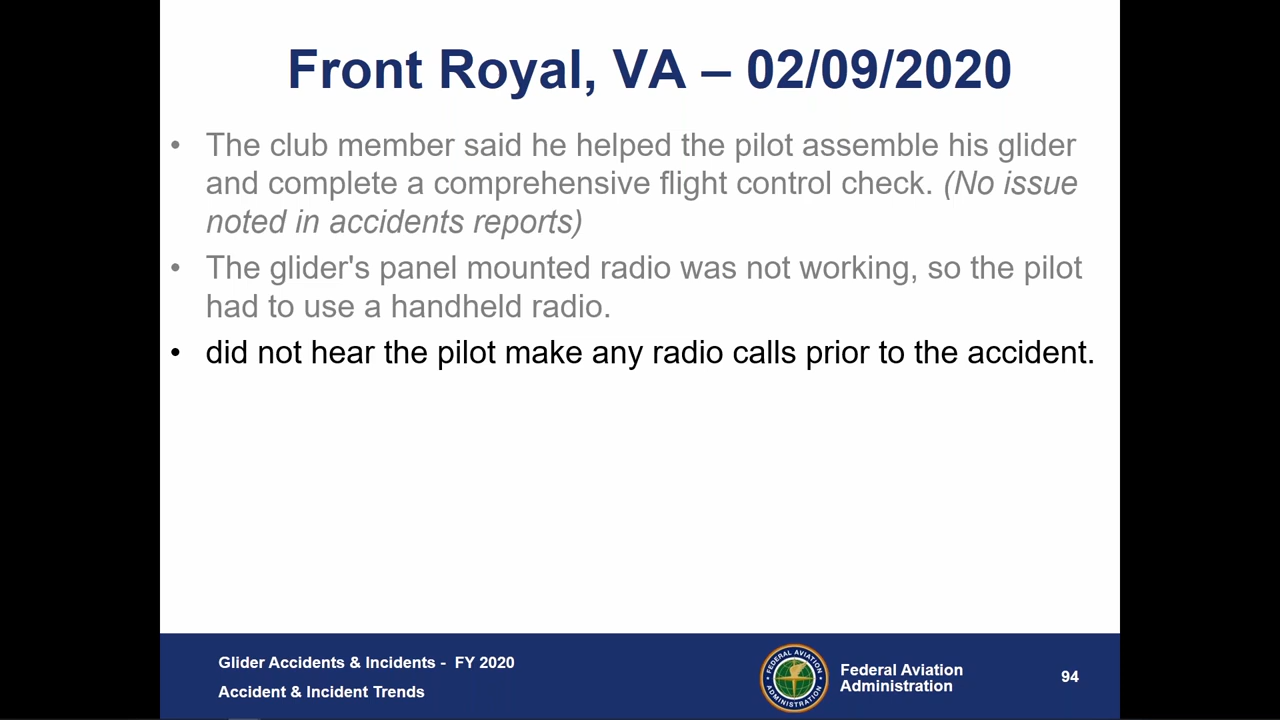 Front Royal, VA – 02/09/2020
• The club member said he helped the pilot assemble his glider
and complete a comprehensive flight control check. (No issue
noted in accidents reports)
• The glider's panel mounted radio was not working, so the pilot
had to use a handheld radio.
• did not hear the pilot make any radio calls prior to the accident.
Glider Accidents & Incidents - FY 2020
Accident & Incident Trends
FEDERAL AVIATION
ADMINISTRATION
Federal Aviation
Administration
94